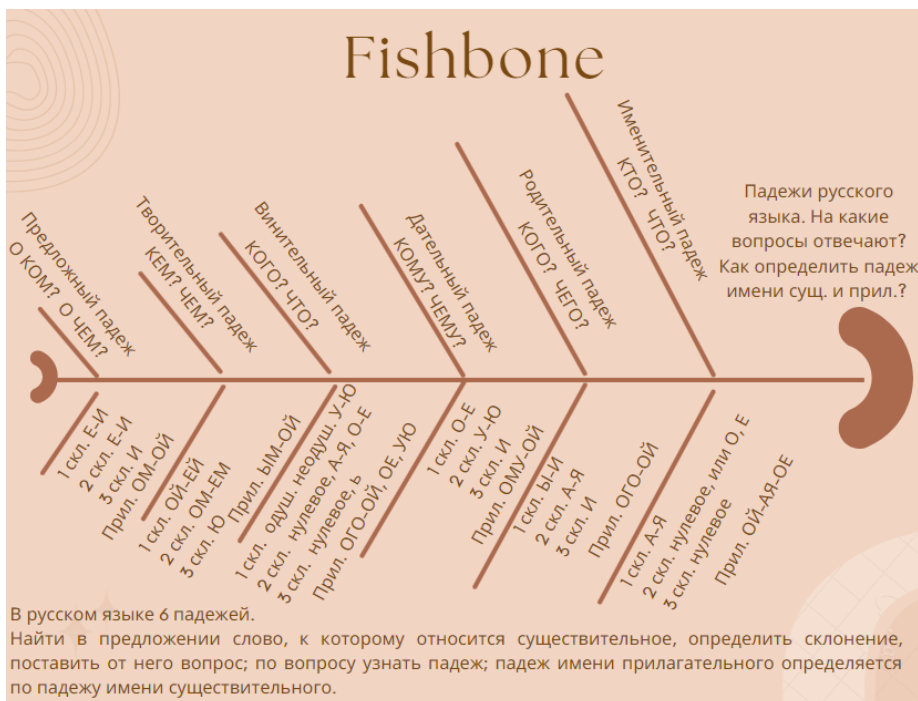 Fishbone
Падежи русского
языка. На какие
вопросы отвечают?
Как определить падеж
имени сущ. и прил.?
Предложный падеж
О КОМ? О ЧЕМ?
Творительный падеж
КЕМ? ЧЕМ?
Винительный падеж
КОГО? ЧТО?
Дательный падеж
КОМУ? ЧЕМУ?
Родительный падеж
КОГО? ЧЕГО?
Именительный падеж
КТО? ЧТО?
1 скл. Е-И
2 скл. Е-И
3 скл. И
Прил. ОМ-ОЙ
1 скл. ОЙ-ЕЙ
2 скл. ОМ-ЕМ
3 скл. Ю
Прил. ЫМ-ОЙ
1 скл. одуш. неодуш. У-Ю
2 скл. нулевое, А-Я, О-Е
3 скл. нулевое, ь
Прил. ОГО-ОЙ, ОЕ, УЮ
1 скл. О-Е
2 скл. У-Ю
3 скл. И
Прил. ОМУ-ОЙ
1 скл. Ы-И
2 скл. А-Я
3 скл. И
Прил. ОГО-ОЙ
1 скл. А-Я
2 скл. нулевое, или О, Е
3 скл. нулевое
Прил. ОЙ-АЯ-ОЕ
В русском языке 6 падежей.
Найти в предложении слово, к которому относится существительное, определить склонение,
поставить от него вопрос; по вопросу узнать падеж; падеж имени прилагательного определяется
по падежу имени существительного.